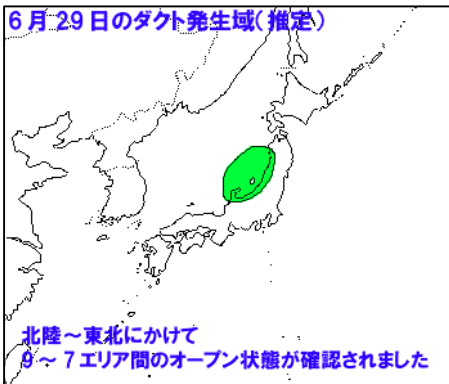 6月29日のダクト発生域(推定)
北陸～東北にかけて
9～7エリア間のオープン状態が確認されました